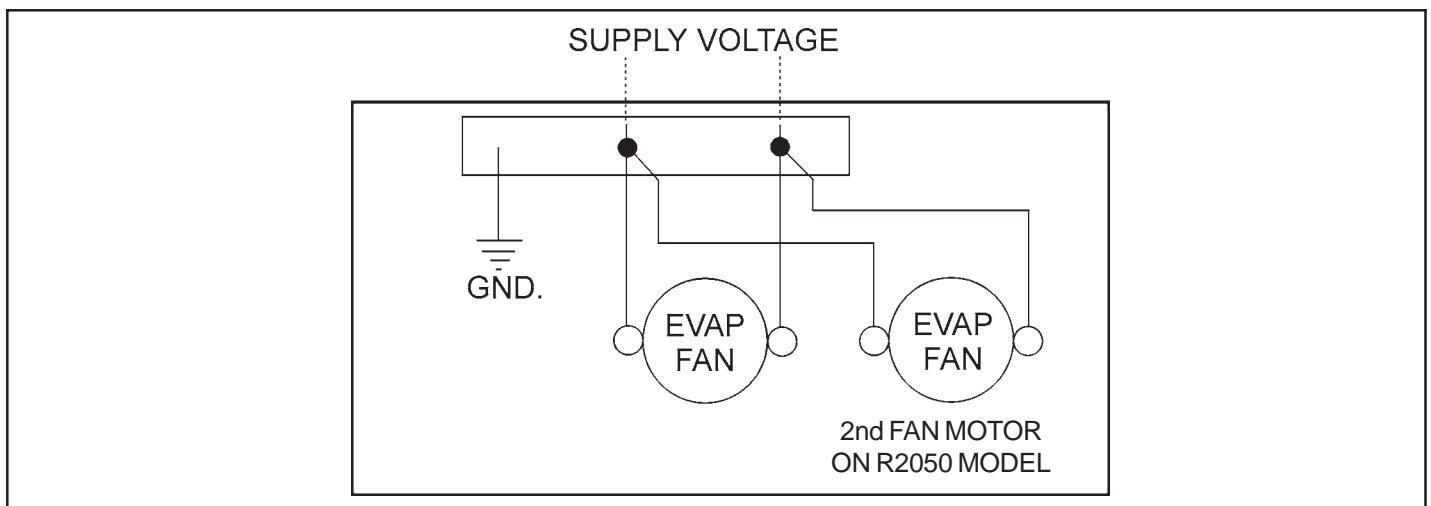 SUPPLY VOLTAGE
GND.
EVAP
FAN
EVAP
FAN
2nd FAN MOTOR
ON R2050 MODEL